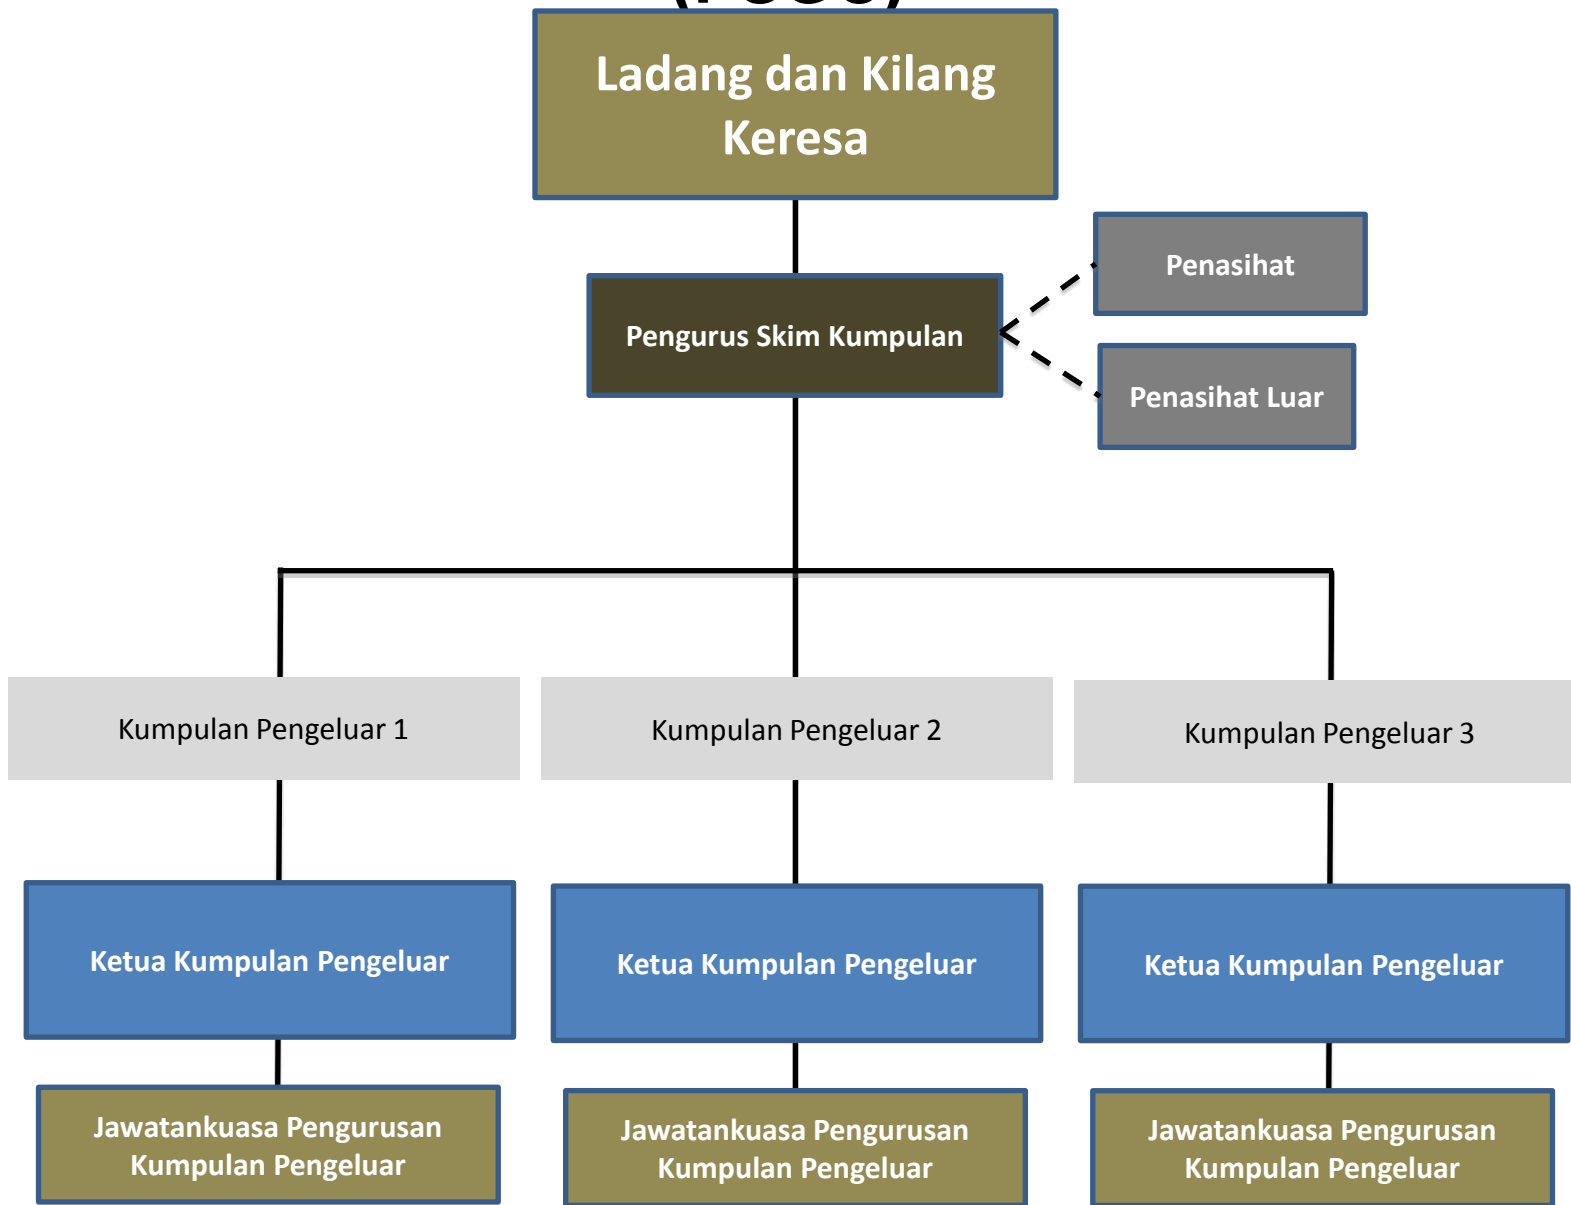 Ladang dan Kilang
Keresa
Penasihat
Pengurus Skim Kumpulan
Penasihat Luar
Kumpulan Pengeluar 1
Kumpulan Pengeluar 2
Kumpulan Pengeluar 3
Ketua Kumpulan Pengeluar
Ketua Kumpulan Pengeluar
Ketua Kumpulan Pengeluar
Jawatankuasa Pengurusan
Kumpulan Pengeluar
Jawatankuasa Pengurusan
Kumpulan Pengeluar
Jawatankuasa Pengurusan
Kumpulan Pengeluar